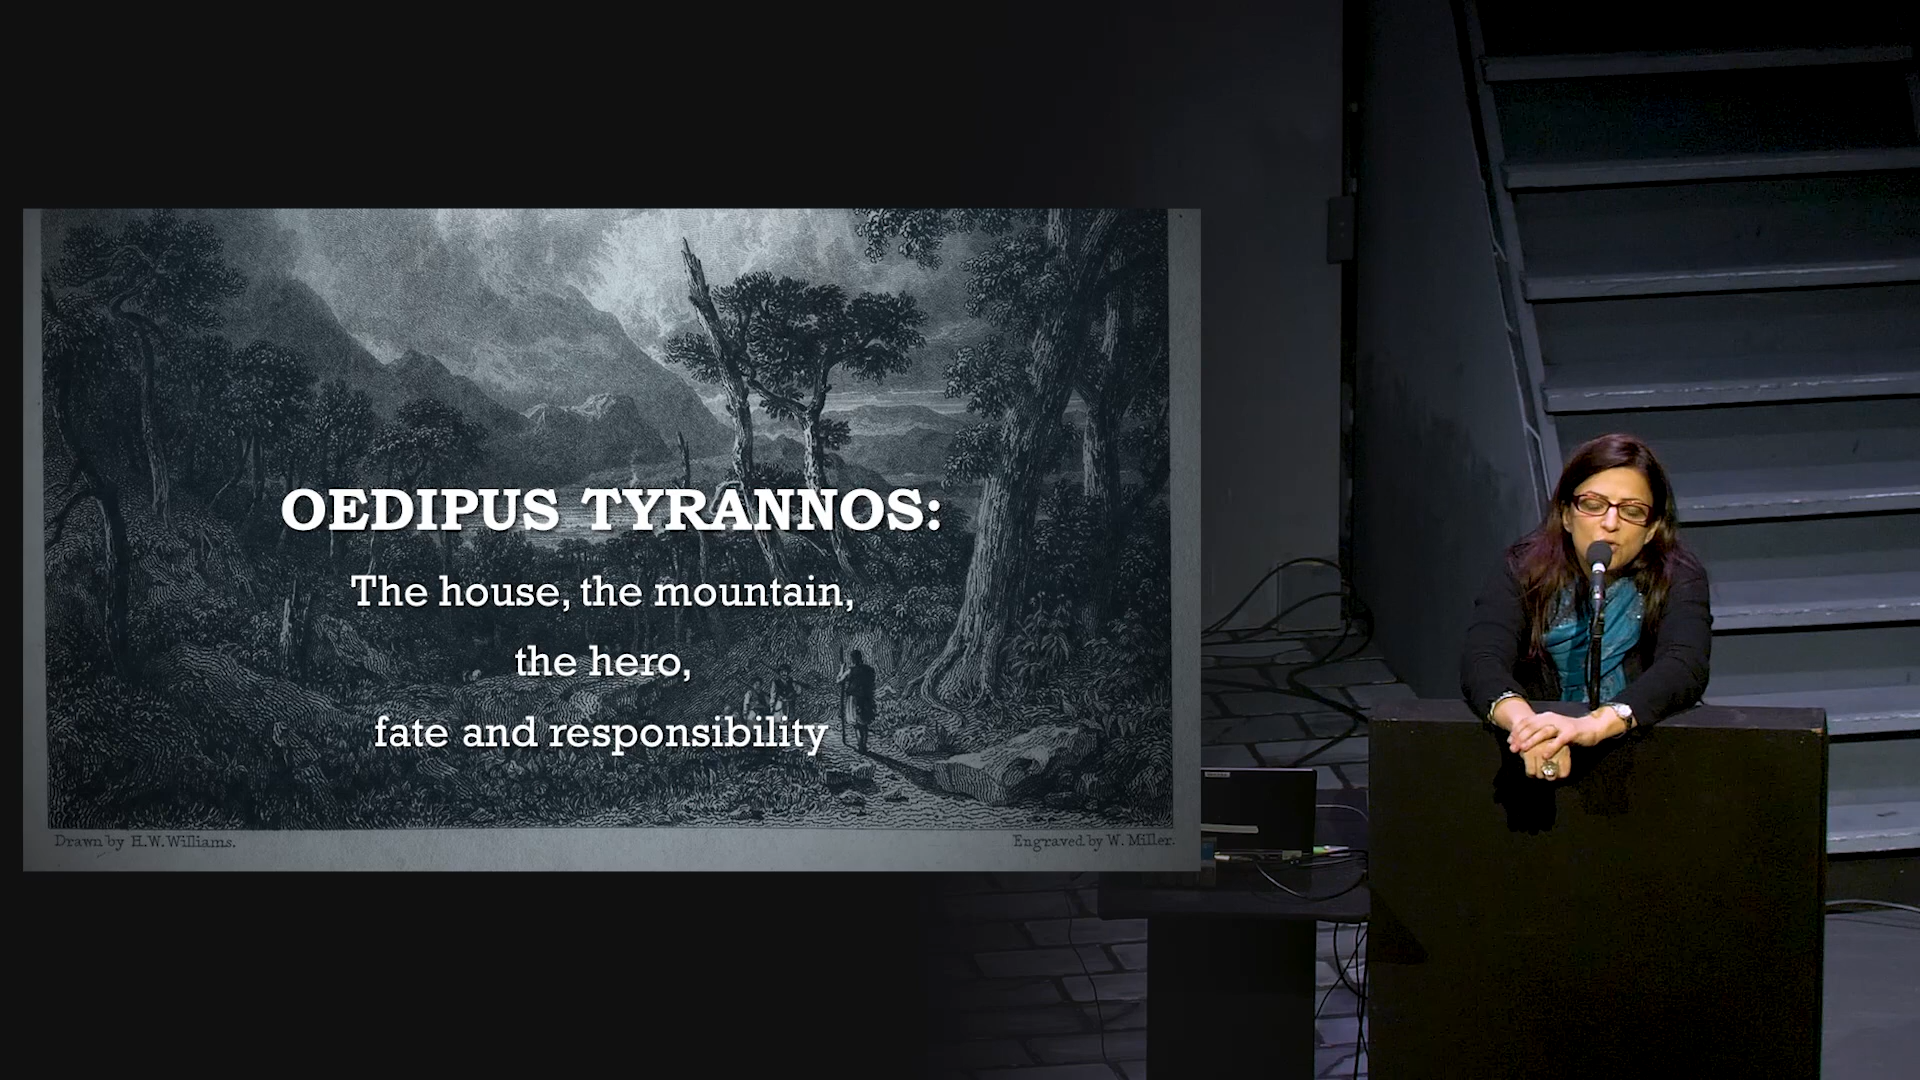 OEDIPUS TYRANNOS:
The house, the mountain,
the hero,
fate and responsibility
Drawn by H.W. Williams.
Engraved by W. Miller.